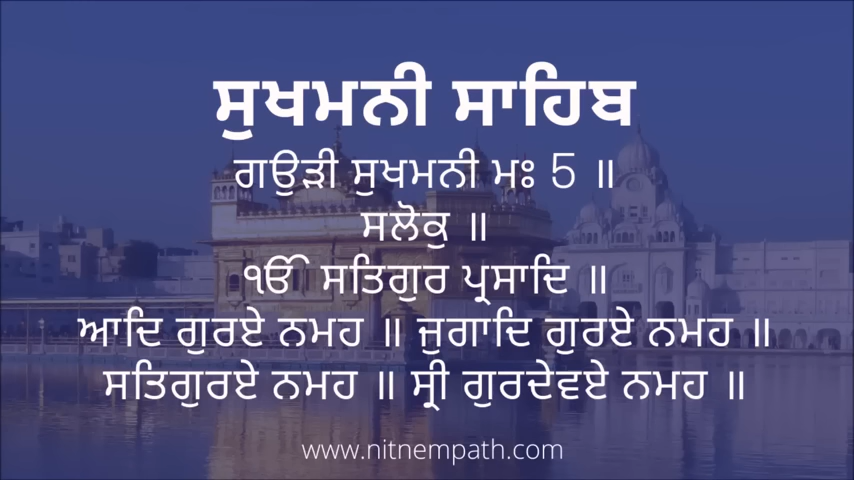 ਸੁਖਮਨੀ ਸਾਹਿਬ
ਗਉੜੀ ਸੁਖਮਨੀ ਮਃ 5 ॥
ਸਲੋਕੁ ॥
ੴ ਸਤਿਗੁਰ ਪ੍ਰਸਾਦਿ ॥
ਆਦਿ ਗੁਰਏ ਨਮਹ ॥ ਜੁਗਾਦਿ ਗੁਰਏ ਨਮਹ ॥
ਸਤਿਗੁਰਏ ਨਮਹ ॥ ਸ੍ਰੀ ਗੁਰਦੇਵਏ ਨਮਹ ॥
www.nitnempath.com